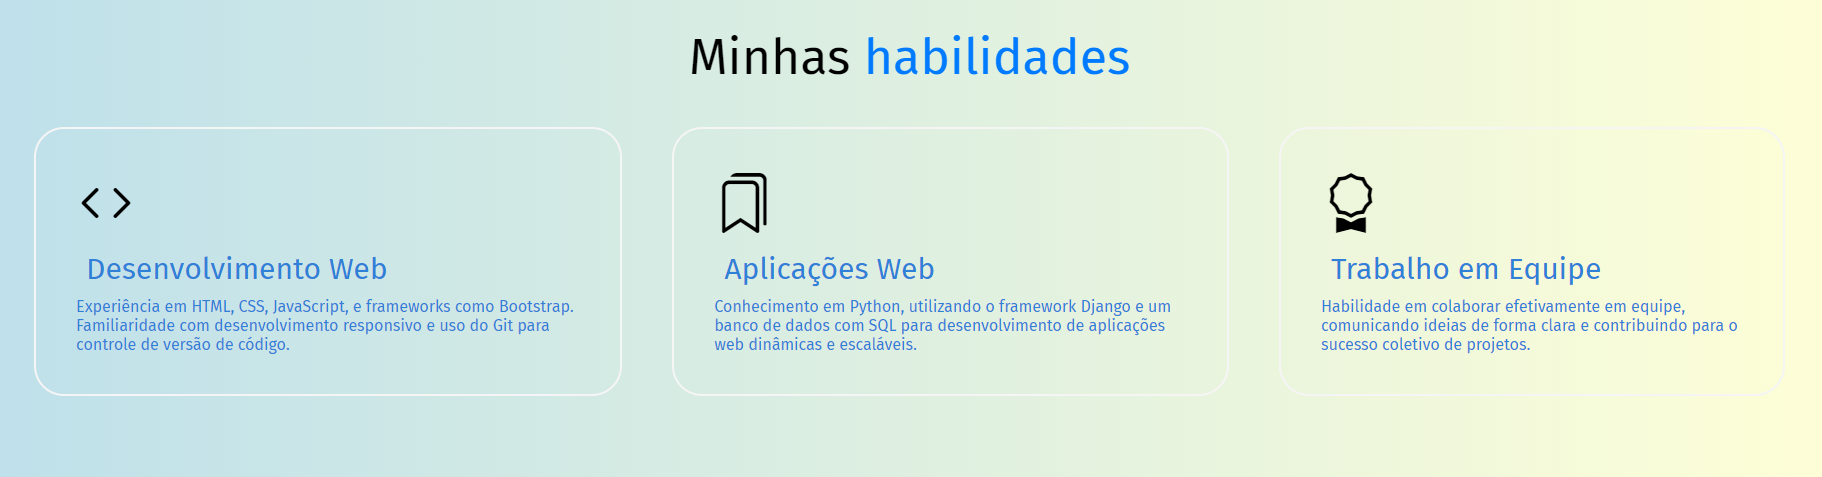 Minhas habilidades
Desenvolvimento Web
Experiência em HTML, CSS, JavaScript, e frameworks como Bootstrap.
Familiaridade com desenvolvimento responsivo e uso do Git para
controle de versão de código.
Aplicações Web
Conhecimento em Python, utilizando o framework Django e um
banco de dados com SQL para desenvolvimento de aplicações
web dinâmicas e escaláveis.
Trabalho em Equipe
Habilidade em colaborar efetivamente em equipe,
comunicando ideias de forma clara e contribuindo para o
sucesso coletivo de projetos.